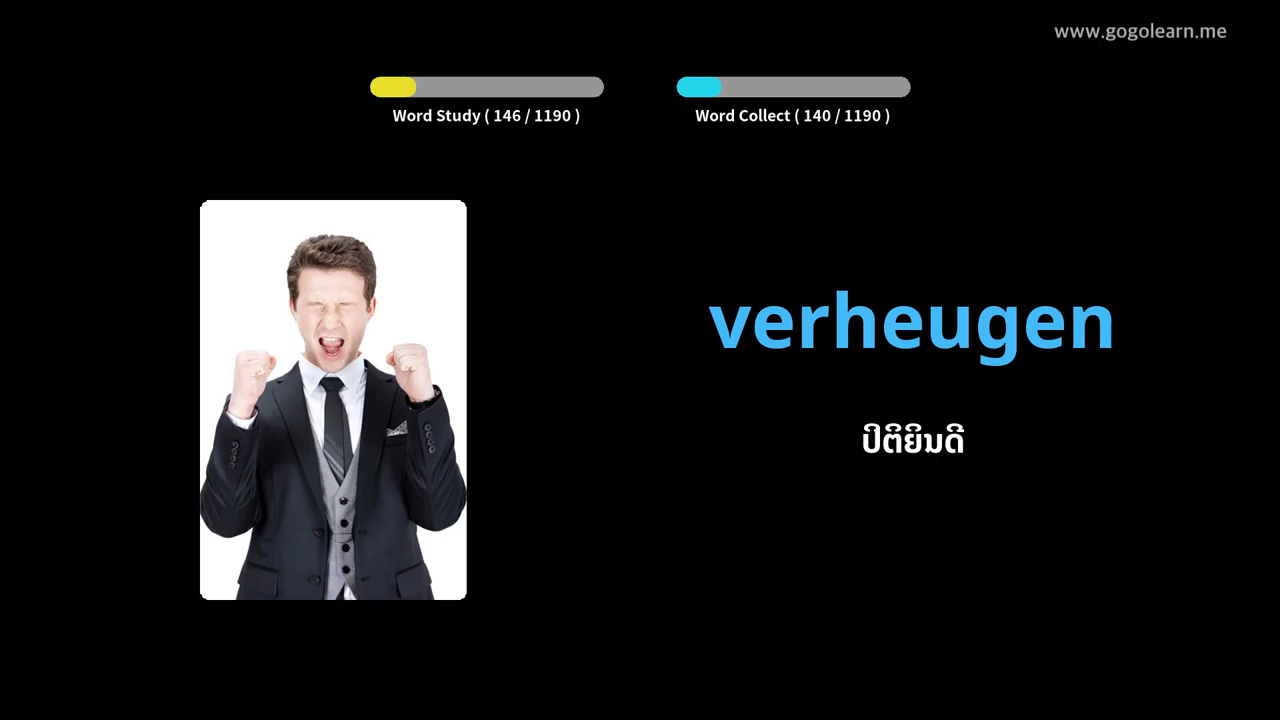 www.gogolearn.me
Word Study ( 146 / 1190 )
Word Collect ( 140 / 1190 )
verheugen
ປິຕິຍິນດີ